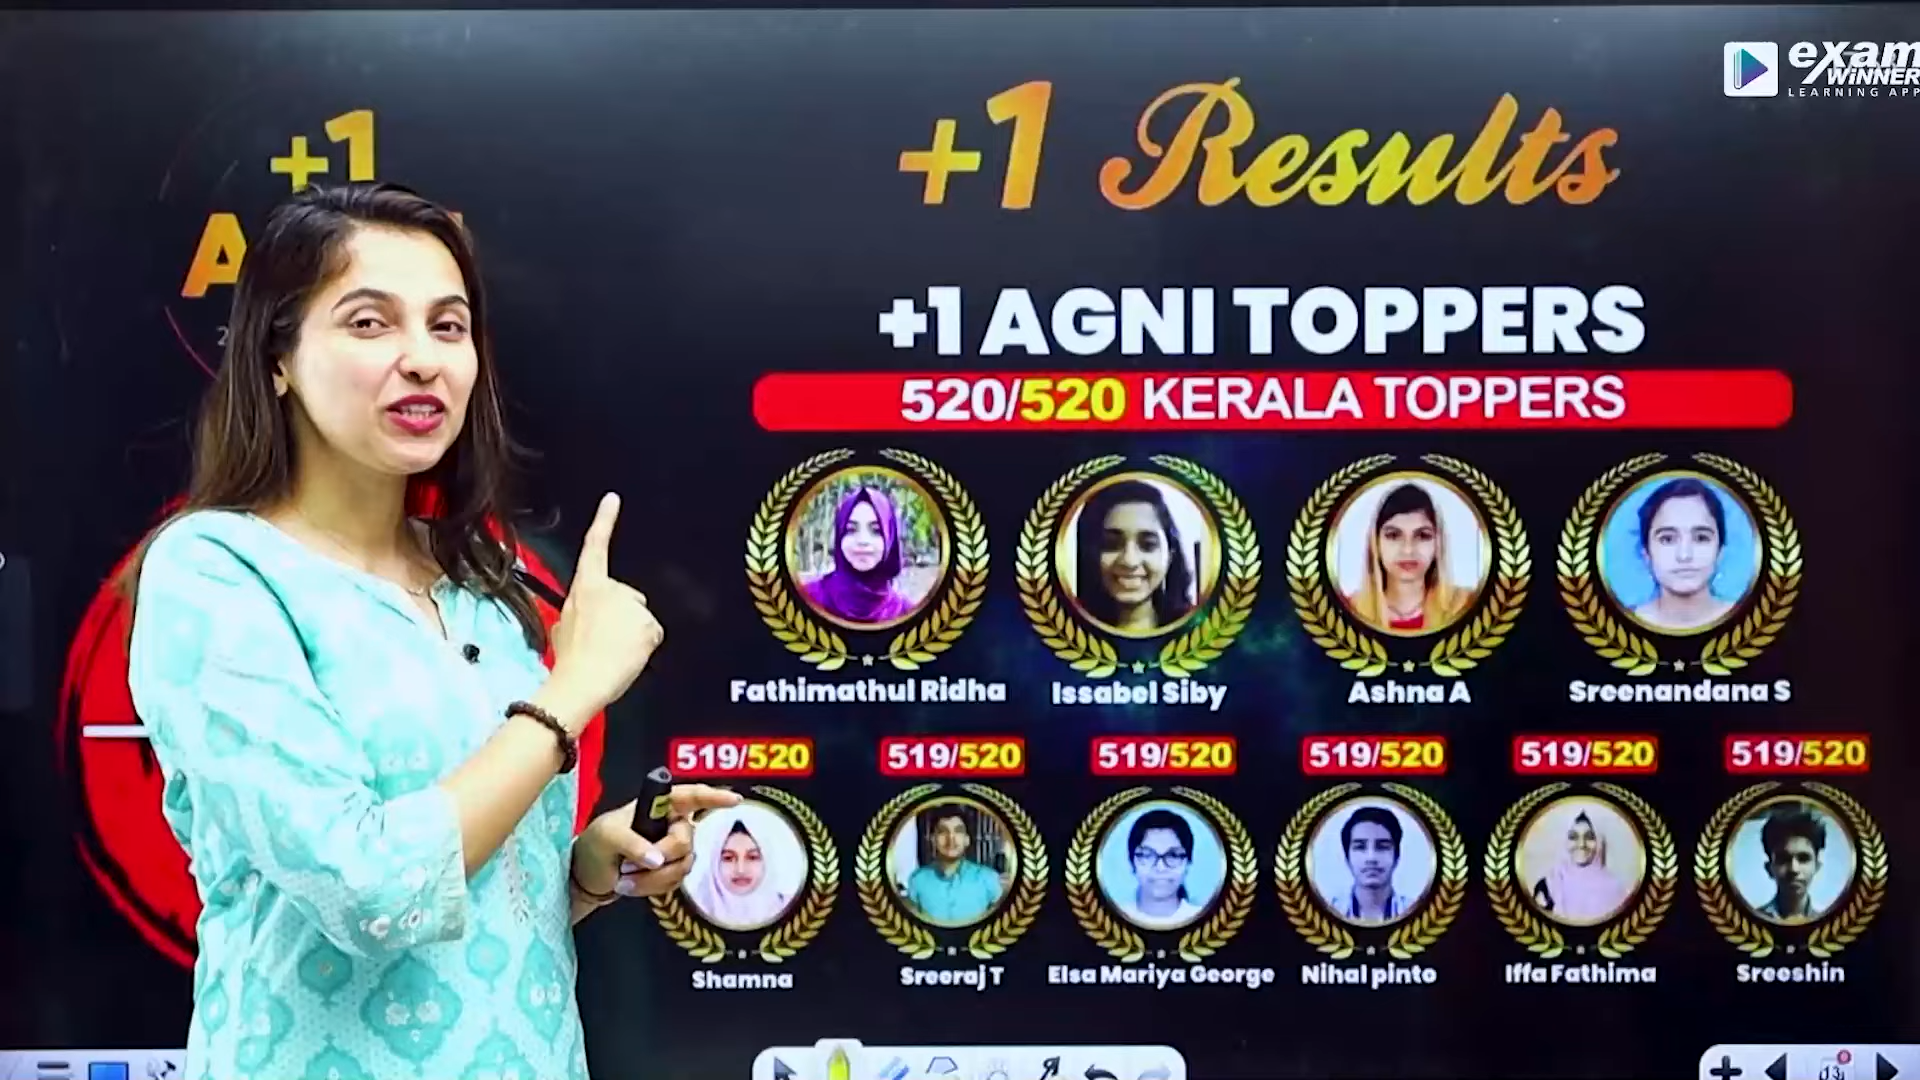 exam
WiNNER
LEARNING APP
+1
A
2
+1 Results
+1 AGNI TOPPERS
520/520 KERALA TOPPERS
Fathimathul Ridha
Issabel Siby
Ashna A
Sreenandana S
519/520
519/520
519/520
519/520
519/520
519/520
Shamna
Sreeraj T
Elsa Mariya George
Nihal pinto
Iffa Fathima
Sreeshin
13